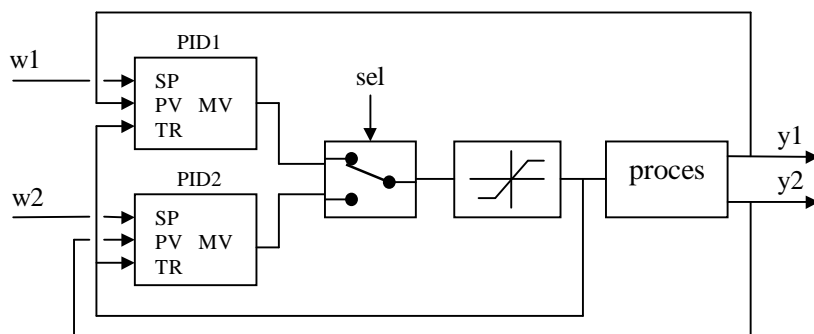 PID1
w1
SP
PV MV
TR
sel
y1
proces
y2
PID2
w2
SP
PV MV
TR